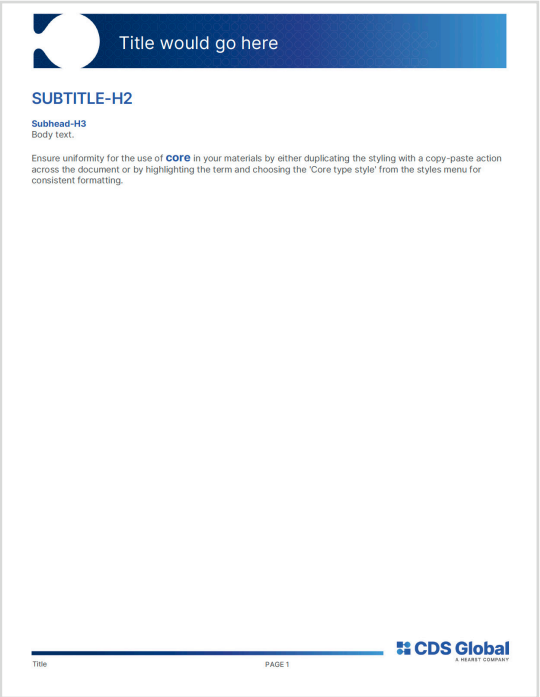 Title would go here
SUBTITLE-H2
Subhead-H3
Body text.
Ensure uniformity for the use of core in your materials by either duplicating the styling with a copy-paste action
across the document or by highlighting the term and choosing the 'Core type style' from the styles menu for
consistent formatting.
CDS Global
A HEARST COMPANY
Title
PAGE 1